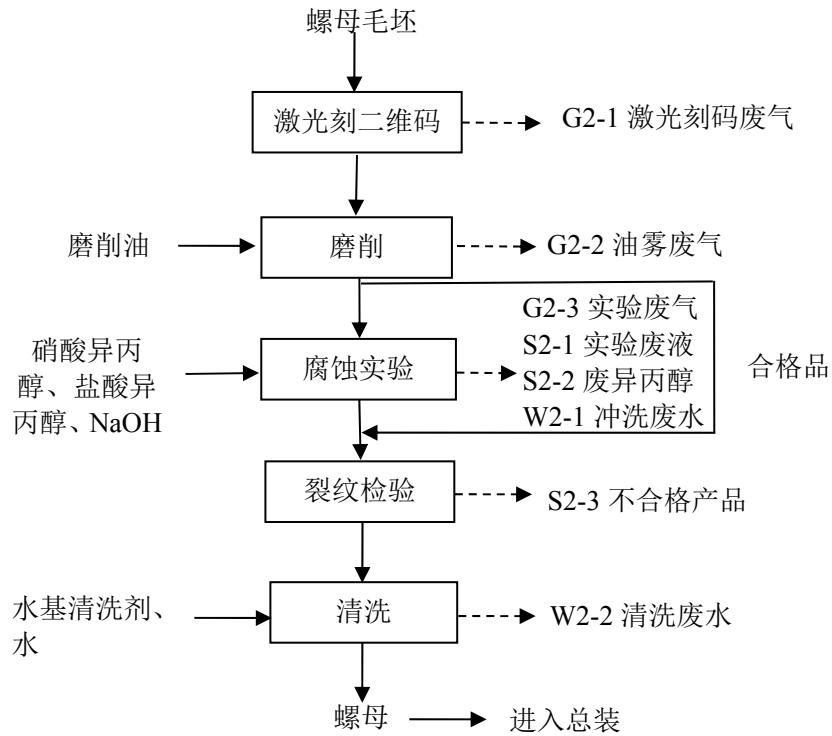 螺母毛坯
激光刻二维码
G2-1 激光刻码废气
磨削油
磨削
G2-2 油雾废气
硝酸异丙
醇、盐酸异
丙醇、NaOH
腐蚀实验
G2-3 实验废气
S2-1 实验废液
S2-2 废异丙醇
W2-1 冲洗废水
合格品
裂纹检验
S2-3 不合格产品
水基清洗剂、
水
清洗
W2-2 清洗废水
螺母
进入总装